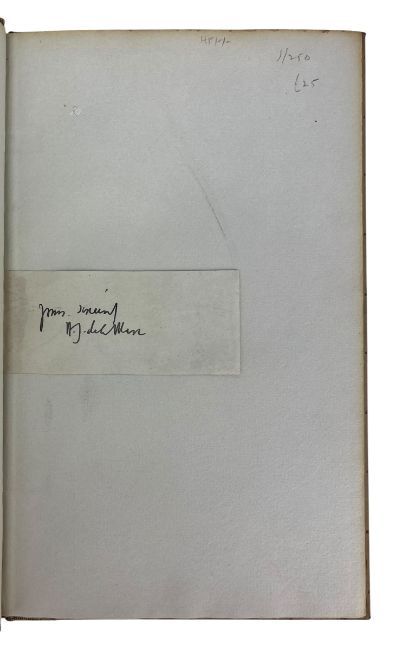 1/250
£25
Yours sincerely
W. J. de la Mare